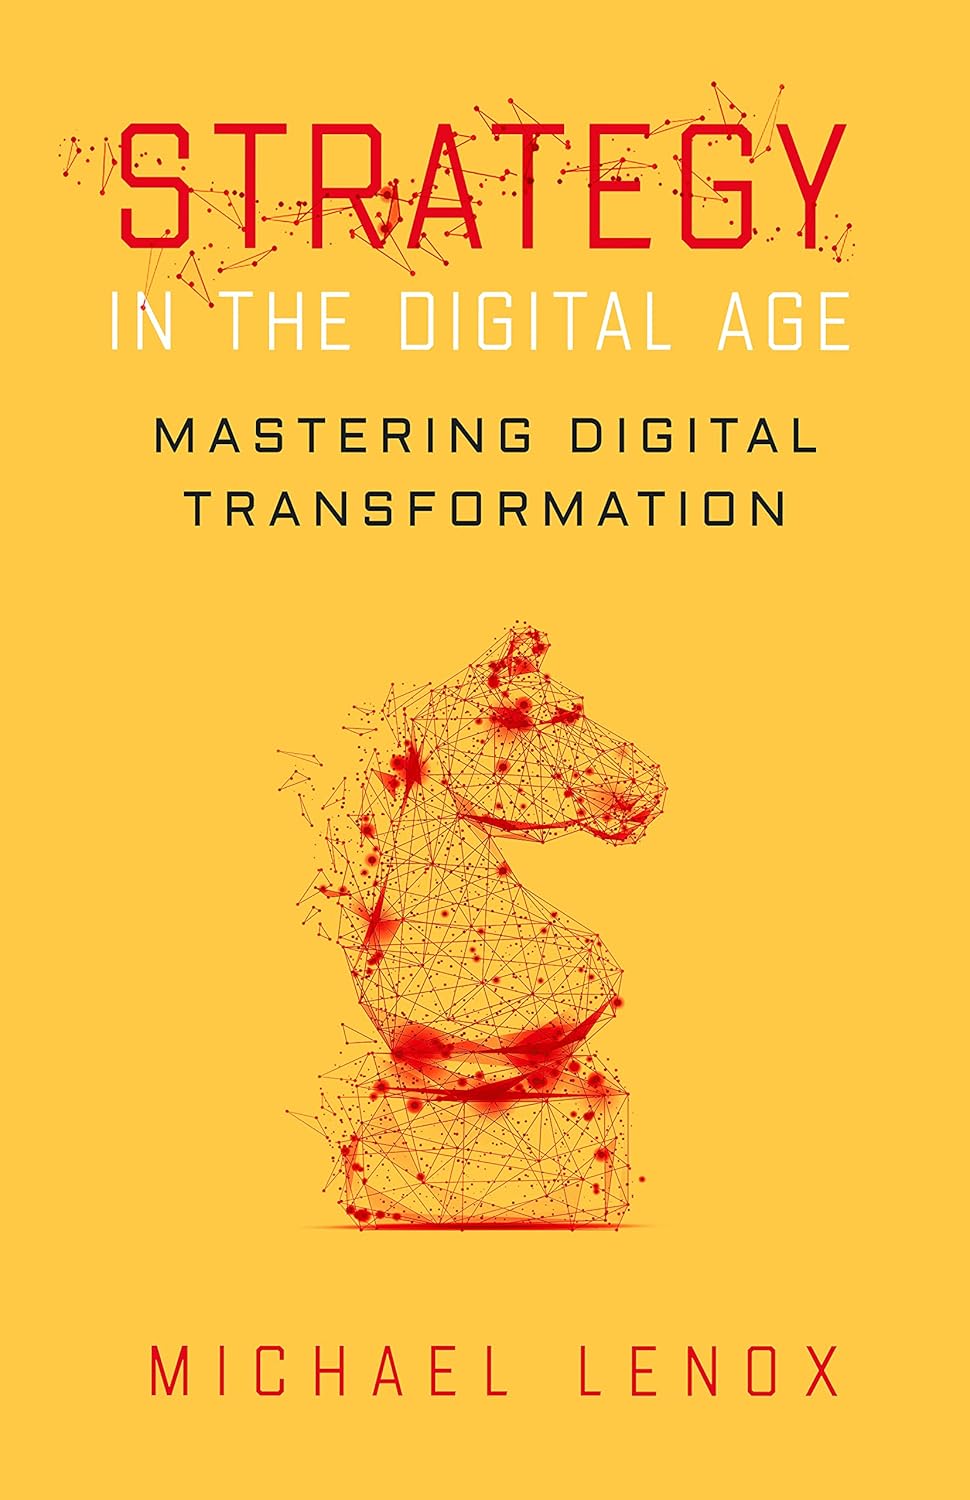 STRATEGY
IN THE DIGITAL AGE
MASTERING DIGITAL
TRANSFORMATION
MICHAEL LENOX